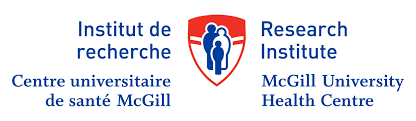 Institut de
recherche
Centre universitaire
de santé McGill
Research
Institute
McGill University
Health Centre